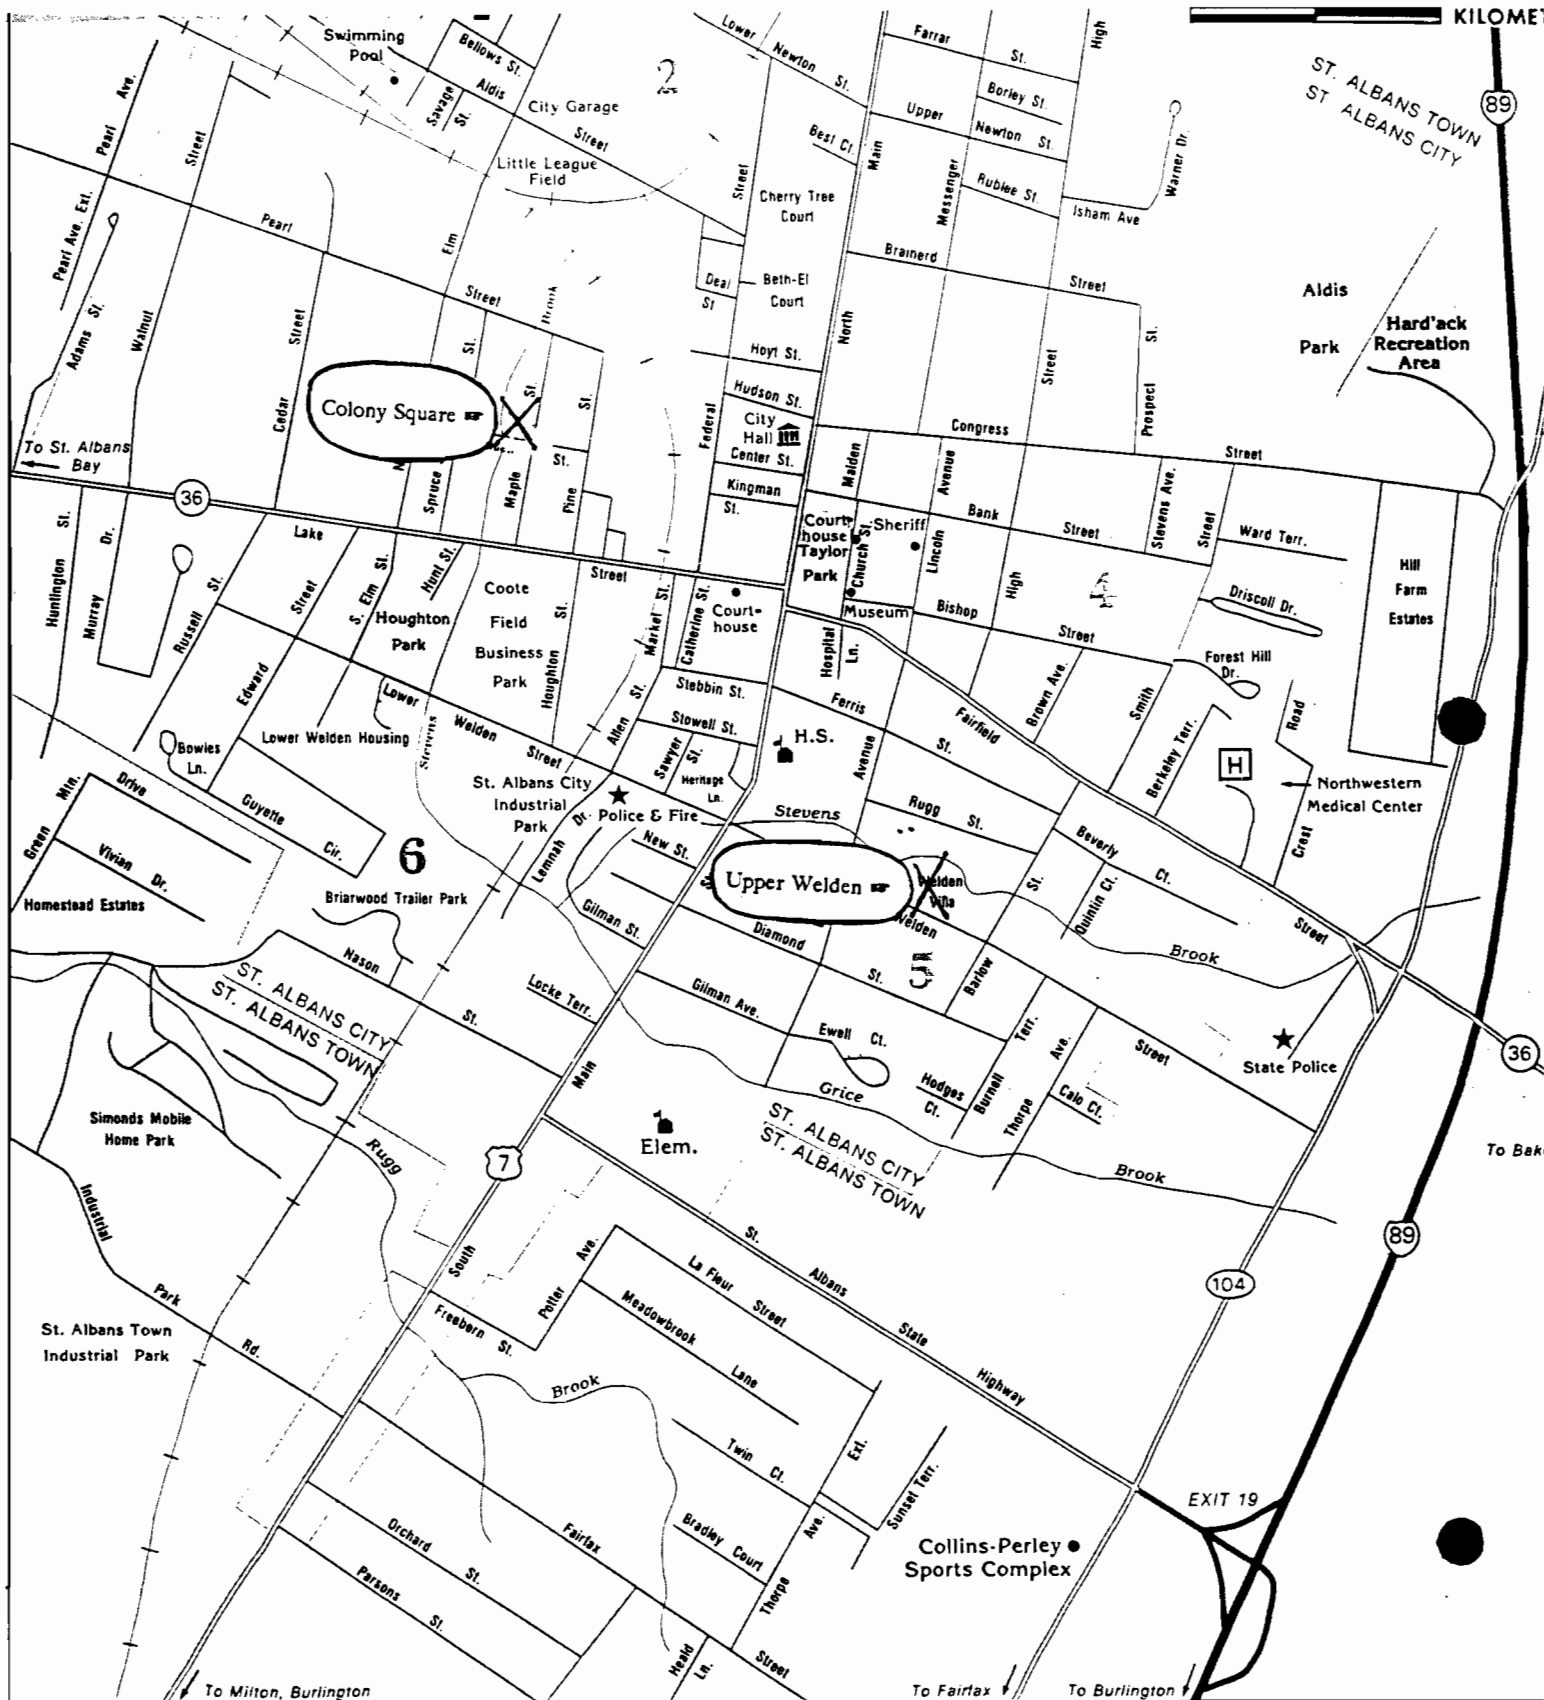 KILOMET
Swimming
Pool
Bellows St.
Aldis
Street
Savage
St.
City Garage
Little League
Field
2
Lower Newton St.
Farrar St.
High
Borley St.
Upper Newton St.
Best Ct.
Main
Messenger
Rublee St.
Isham Ave
Warner Dr.
ST. ALBANS TOWN
ST ALBANS CITY
89
Pearl Ave.
Street
Pearl Ave. Ext.
Pearl
Street
Elm
Brook
Street
Cherry Tree
Court
Beth-El
Court
Deal
St
Brainerd
Street
North
Adams St.
Walnut
Cedar
Street
St.
St.
St.
Hoyt St.
Hudson St.
Federal
City
Hall
Center St.
Kingman
St.
Street
Prospect St.
Aldis
Park
Hard'ack
Recreation
Area
Colony Square
To St. Albans
Bay
36
Spruce
Maple
St.
Pine
Congress
Street
Maiden
Avenue
Lincoln
Bank
Street
Stevens Ave.
Street
Ward Terr.
Court
house
Taylor
Park
Sheriff
Church St.
Museum
Bishop
Street
High
4
Driscoll Dr.
Hill
Farm
Estates
Huntington St.
Murray Dr.
Russell St.
Lake
Street
Edward
Street
S. Elm St.
Hunt St.
Houghton
Park
Coote
Field
Business
Park
Houghton St.
Market St.
Catherine St.
Court-
house
Hospital
Ln.
Forest Hill
Dr.
Stebbin St.
Allen St.
Stowell St.
Sawyer
St.
Heritage
Ln.
H.S.
Ferris
St.
Fairfield
Street
Avenue
Brown Ave.
Smith
Berkeley Terr.
Road
Crest
H
Northwestern
Medical Center
Lower
Welden
Street
Stevens
Lower Welden Housing
Bowles
Ln.
Guyette
Cir.
Green Mtn.
Drive
Vivian
Dr.
Homestead Estates
St. Albans City
Industrial
Park
Lemnah
Dr.
Police & Fire
New St.
Stevens
Rugg St.
Beverly
Ct.
Quintin Ct.
6
Briarwood Trailer Park
Upper Welden
Welden
Villa
Welden
Street
Brook
Gilman St.
Diamond
St.
5
Barlow
St.
Nason
St.
ST. ALBANS CITY
ST. ALBANS TOWN
Locke Terr.
Main
Gilman Ave.
Ewell Ct.
Hodges
Ct.
Burnell
Terr.
Thorpe
Ave.
Calo Ct.
State Police
36
Grice
Brook
Simonds Mobile
Home Park
Rugg
Elem.
ST. ALBANS CITY
ST. ALBANS TOWN
To Bak
7
Industrial
Park
Rd.
South
Potter Ave.
La Fleur
Street
St.
Albans
State
Highway
104
89
Meadowbrook
Lane
Freeborn
St.
St. Albans Town
Industrial Park
Brook
Twin
Ct.
Ext.
Sunset Terr.
EXIT 19
Orchard
St.
Fairfax
Street
Bradley Court
Thorpe
Ave.
Collins-Perley
Sports Complex
Parsons
St.
Heald
Ln.
To Milton, Burlington
To Fairfax
To Burlington